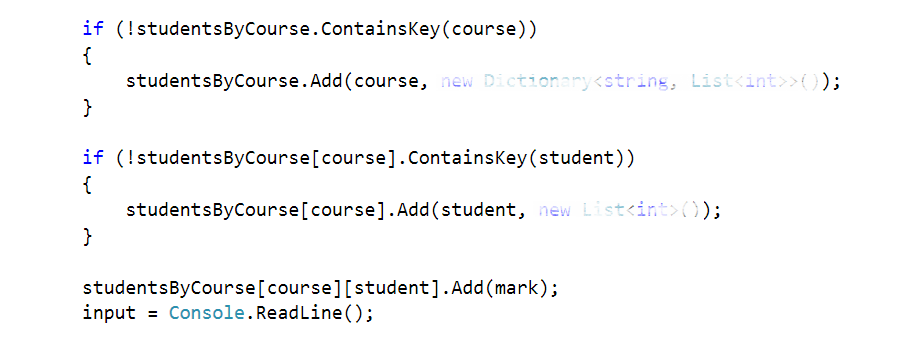 if (!studentsByCourse.ContainsKey(course))
{
studentsByCourse.Add(course, new Dictionary<string, List<int>>());
}
if (!studentsByCourse[course].ContainsKey(student))
{
studentsByCourse[course].Add(student, new List<int>());
}
studentsByCourse[course][student].Add(mark);
input = Console.ReadLine();